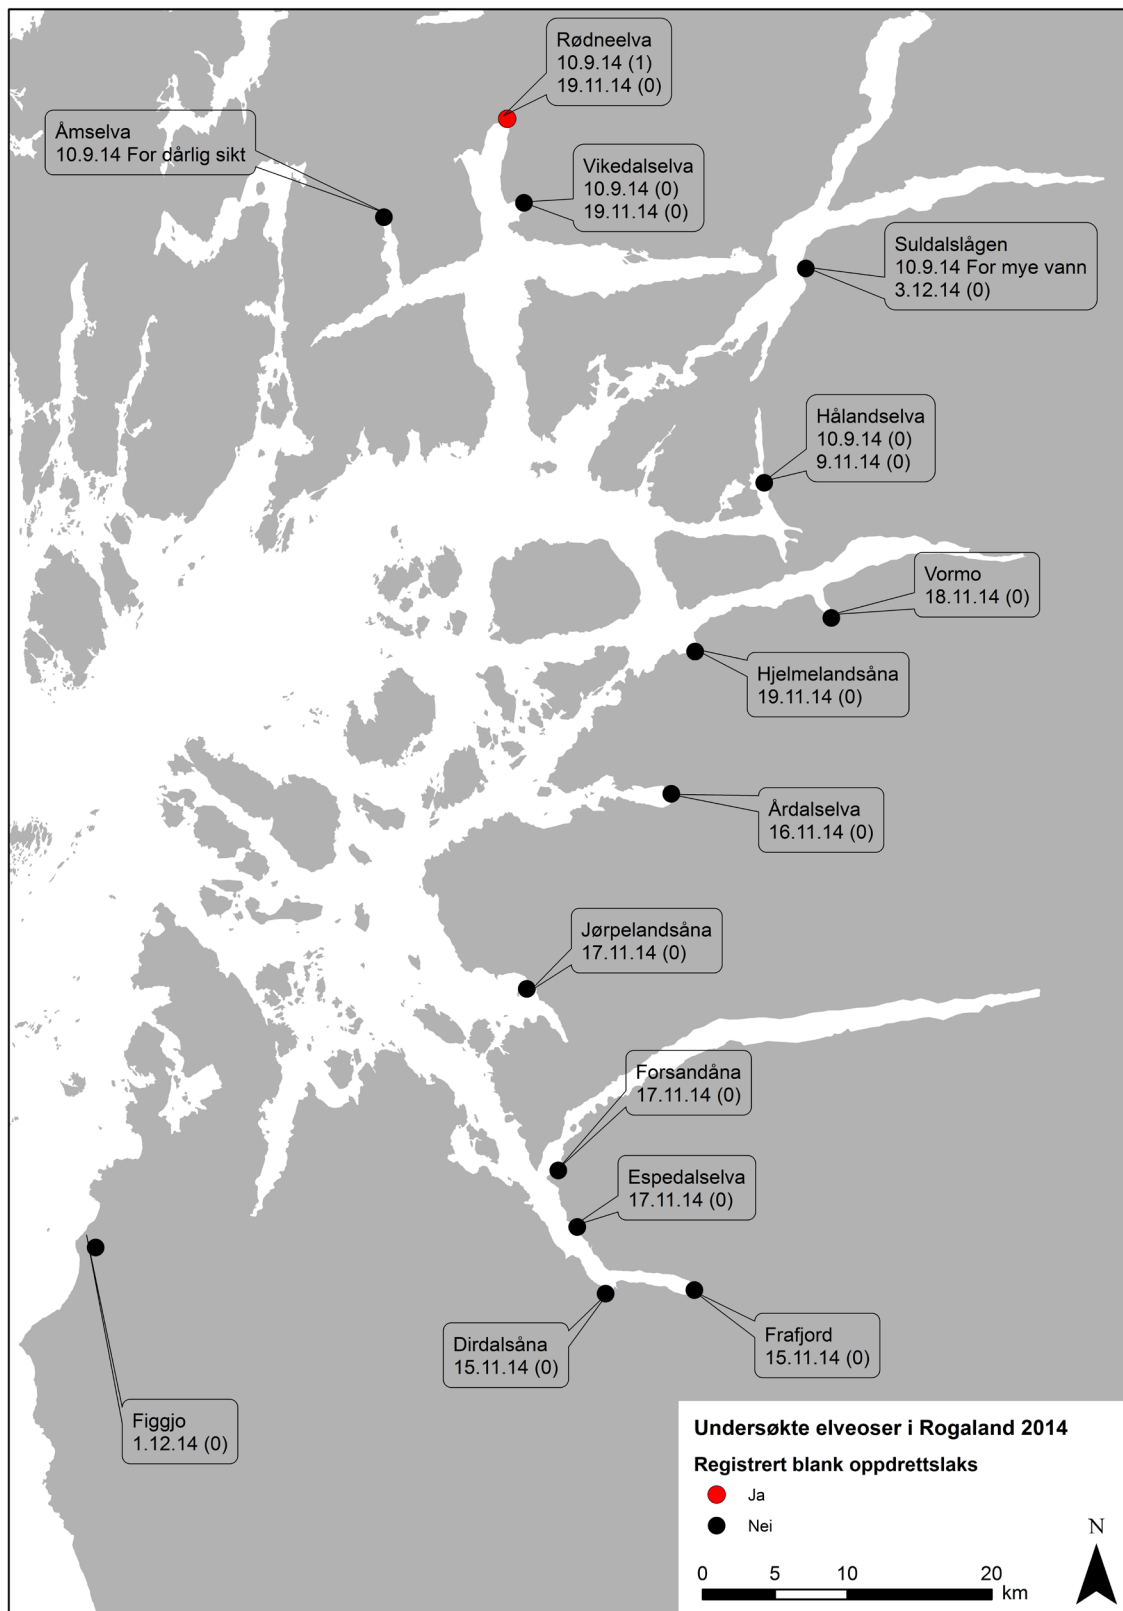 Rødneelva
10.9.14 (1)
19.11.14 (0)
Åmselva
10.9.14 For dårlig sikt
Vikedalselva
10.9.14 (0)
19.11.14 (0)
Suldalslågen
10.9.14 For mye vann
3.12.14 (0)
Hålandselva
10.9.14 (0)
9.11.14 (0)
Vormo
18.11.14 (0)
Hjelmelandsåna
19.11.14 (0)
Årdalselva
16.11.14 (0)
Jørpelandsåna
17.11.14 (0)
Forsandåna
17.11.14 (0)
Espedalselva
17.11.14 (0)
Dirdalsåna
15.11.14 (0)
Frafjord
15.11.14 (0)
Figgjo
1.12.14 (0)
Undersøkte elveoser i Rogaland 2014
Registrert blank oppdrettslaks
Ja
Nei
N
0 5 10 20
km